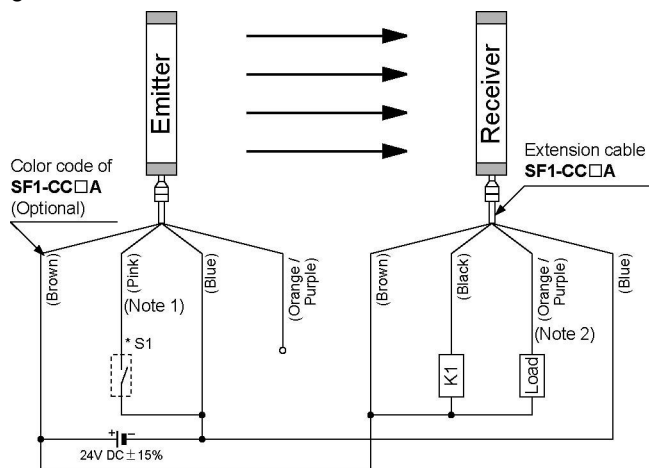 g
Emitter
Receiver
Color code of
SF1-CC□A
(Optional)
Extension cable
SF1-CC□A
(Brown)
(Pink)
(Blue)
(Orange /
Purple)
(Brown)
(Black)
(Orange /
Purple)
(Blue)
(Note 1)
(Note 2)
* S1
K1
Load
+ −
24V DC ± 15%